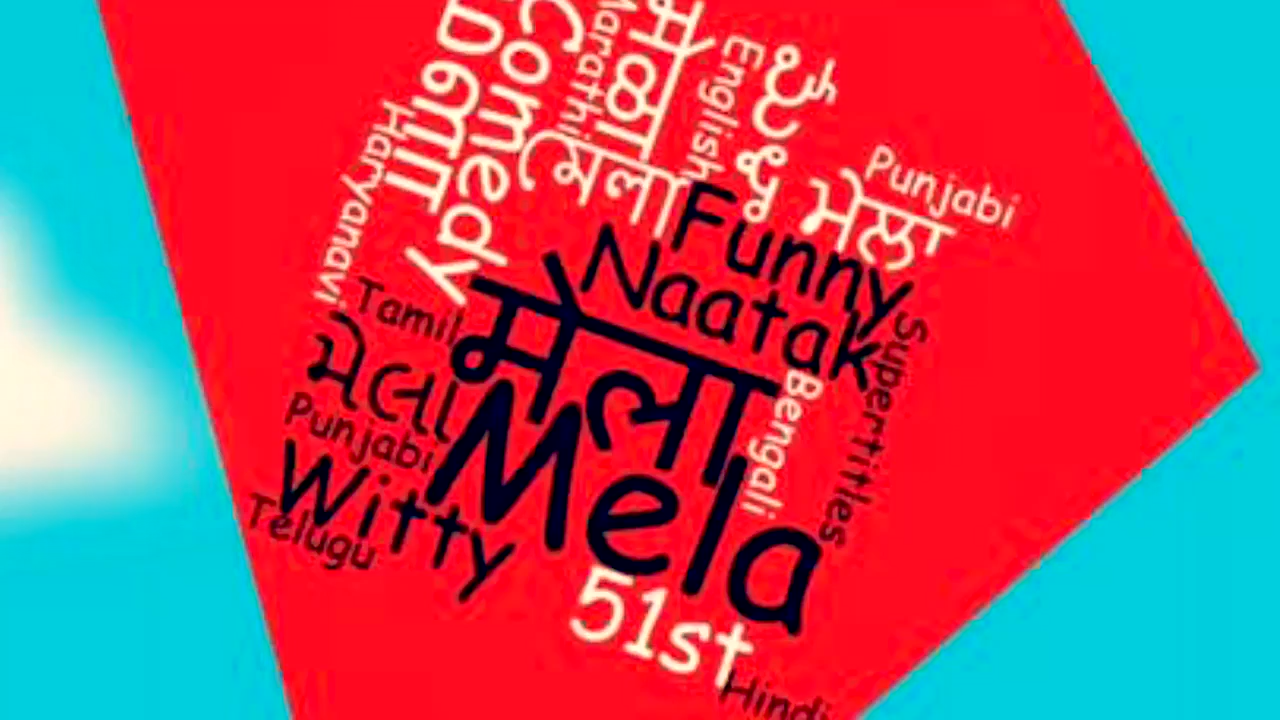 Comedy
Marathi
मेळा
English
Haryanavi
মেলা
Punjabi
ਮੇਲਾ
Funny
Naatak
Tamil
मेला
મેલા
Punjabi
Mela
Bengali
Supertitles
Witty
Telugu
51st
Hindi